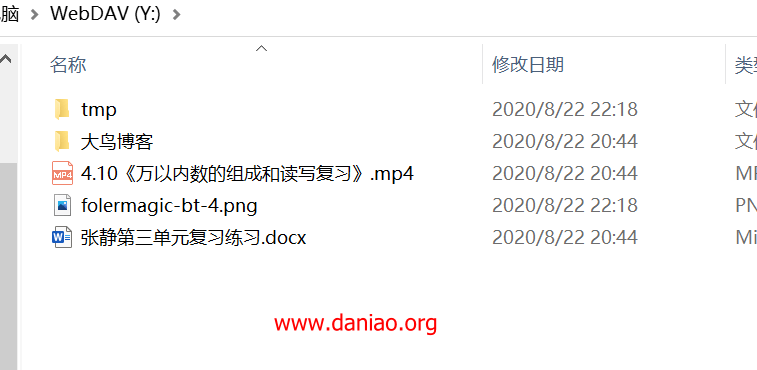 脑 > WebDAV (Y:) >
名称 修改日期 类
tmp 2020/8/22 22:18 文
大鸟博客 2020/8/22 20:44 文
MP4 4.10《万以内数的组成和读写复习》.mp4 2020/8/22 20:44 MP
folermagic-bt-4.png 2020/8/22 22:18 PN
张静第三单元复习练习.docx 2020/8/22 20:44 Mi
www.daniao.org